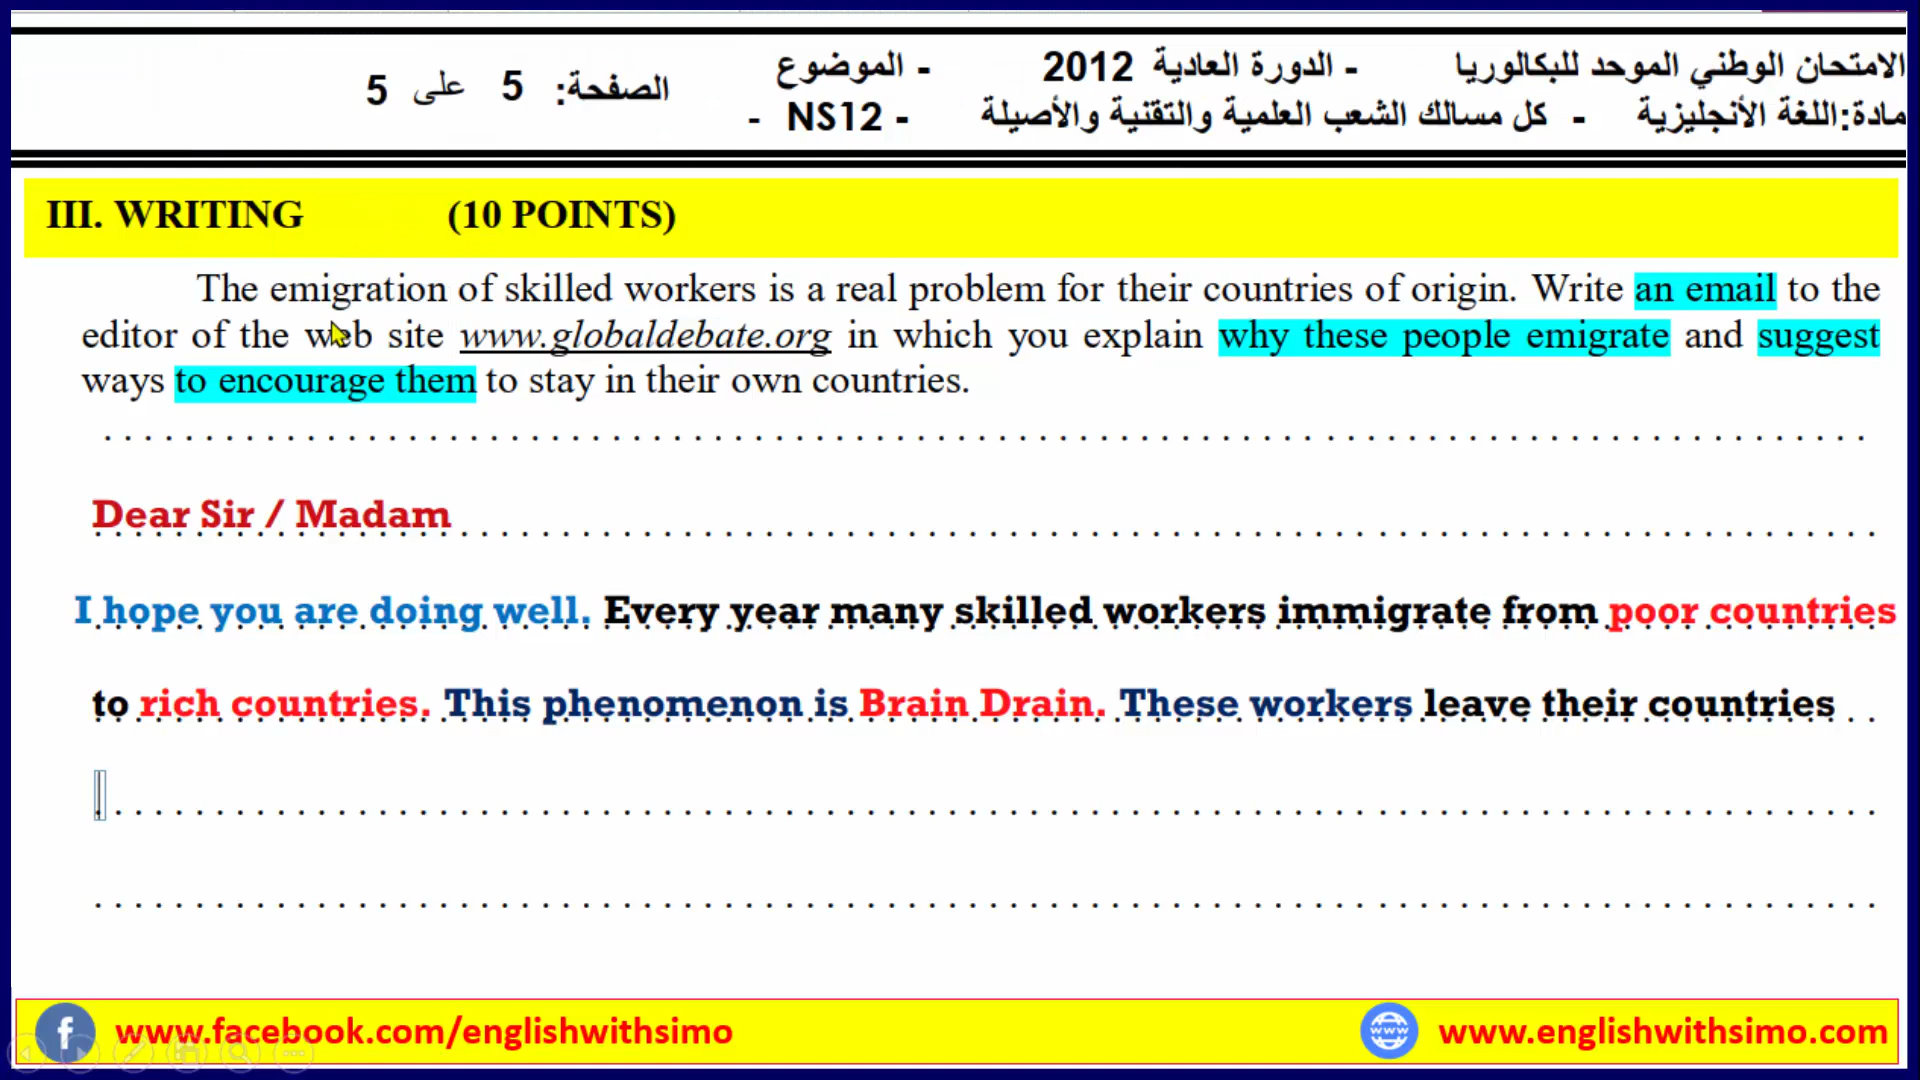 الامتحان الوطني الموحد للبكالوريا - الدورة العادية 2012 - الموضوع
مادة:اللغة الأنجليزية - كل مسالك الشعب العلمية والتقنية والأصيلة - NS12 -
الصفحة: 5 على 5
III. WRITING (10 POINTS)
The emigration of skilled workers is a real problem for their countries of origin. Write an email to the
editor of the web site www.globaldebate.org in which you explain why these people emigrate and suggest
ways to encourage them to stay in their own countries.
Dear Sir / Madam
I hope you are doing well. Every year many skilled workers immigrate from poor countries
to rich countries. This phenomenon is Brain Drain. These workers leave their countries
www.facebook.com/englishwithsimo
www.englishwithsimo.com